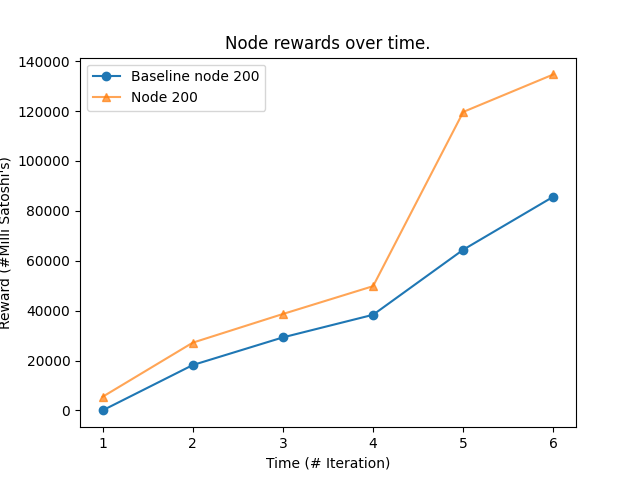 Node rewards over time.
Baseline node 200
Node 200
140000
120000
100000
80000
60000
40000
20000
0
Reward (#Milli Satoshi's)
1 2 3 4 5 6
Time (# Iteration)